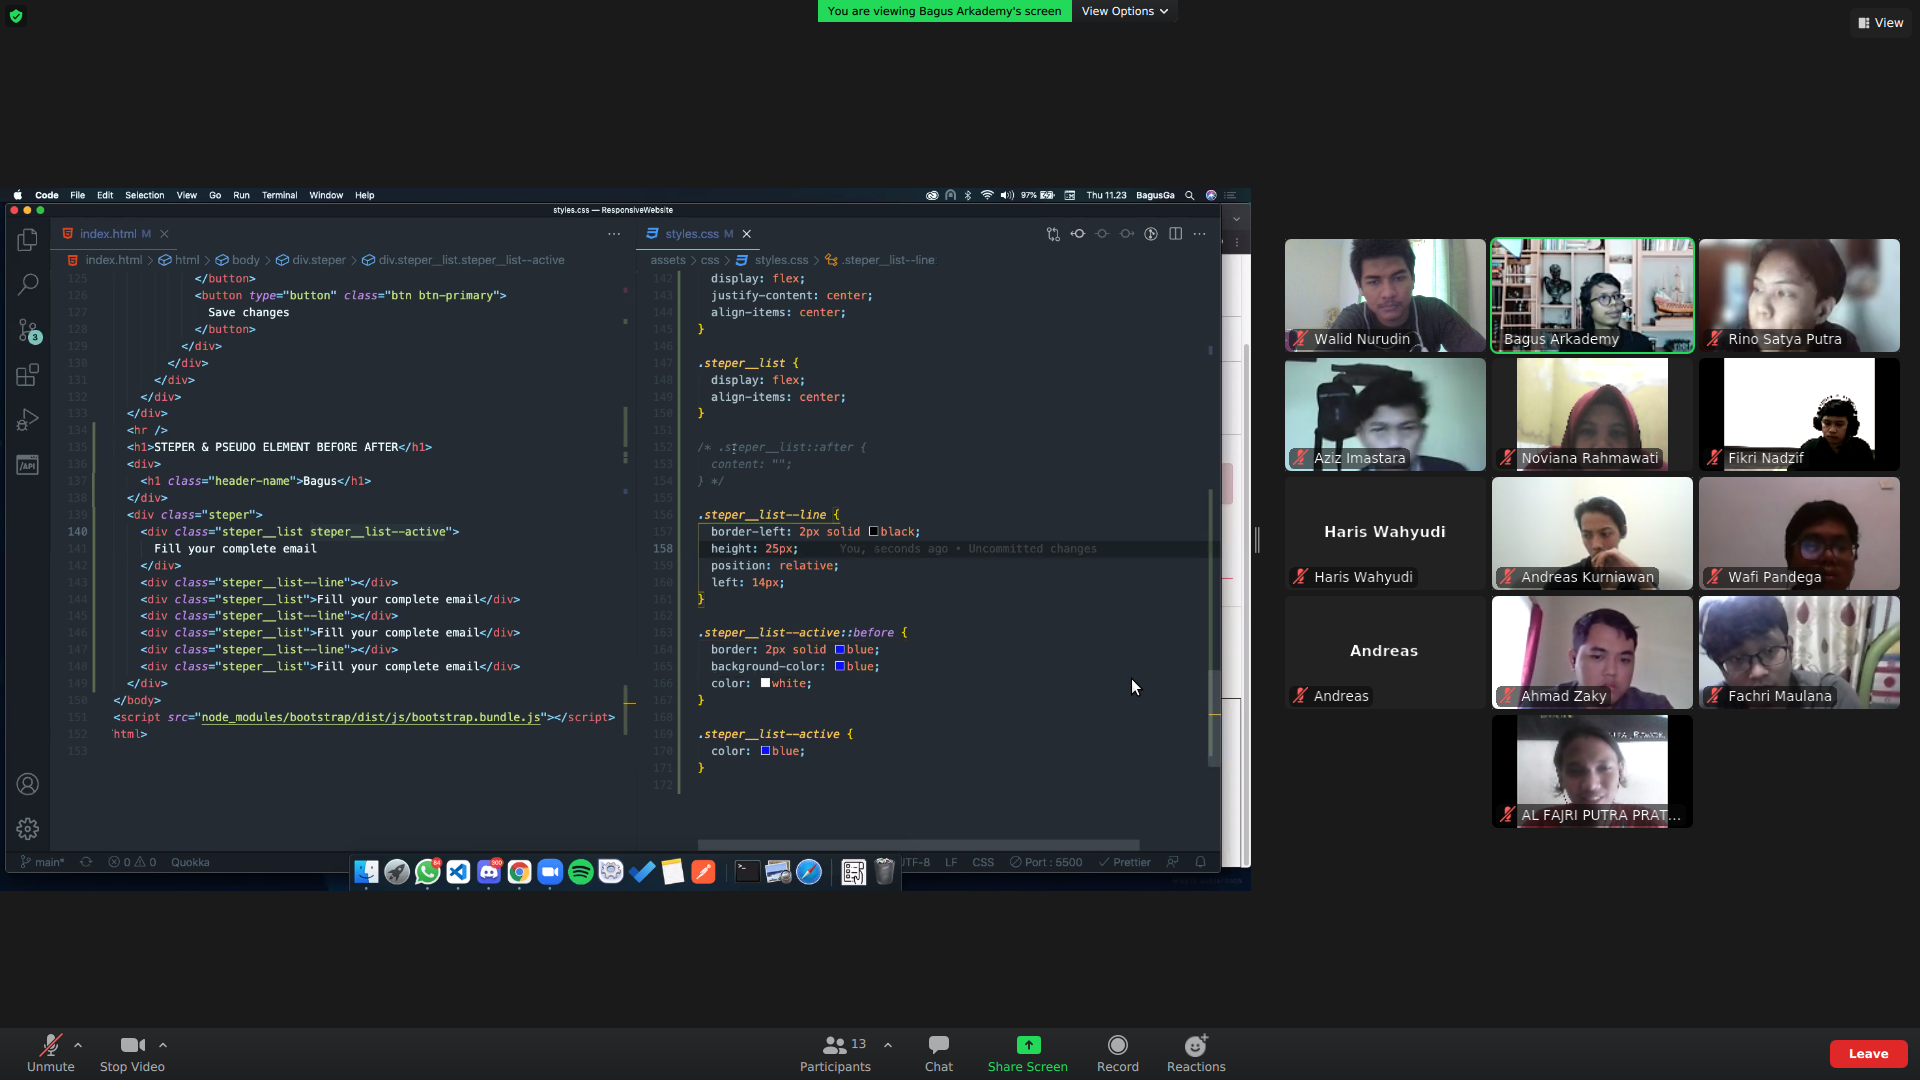 You are viewing Bagus Arkademy's screen
View Options
View
Code File Edit Selection View Go Run Terminal Window Help
97%
Thu 11.23 BagusGa
styles.css — ResponsiveWebsite
index.html M
index.html > html > body > div.steper > div.steper__list.steper__list--active
125 </button>
126 <button type="button" class="btn btn-primary">
127 Save changes
128 </button>
129 </div>
130 </div>
131 </div>
132 </div>
133 </div>
134 <hr />
135 <h1>STEPER & PSEUDO ELEMENT BEFORE AFTER</h1>
136 <div>
137 <h1 class="header-name">Bagus</h1>
138 </div>
139 <div class="steper">
140 <div class="steper__list steper__list--active">
141 Fill your complete email
142 </div>
143 <div class="steper__list--line"></div>
144 <div class="steper__list">Fill your complete email</div>
145 <div class="steper__list--line"></div>
146 <div class="steper__list">Fill your complete email</div>
147 <div class="steper__list--line"></div>
148 <div class="steper__list">Fill your complete email</div>
149 </div>
150 </body>
151 <script src="node_modules/bootstrap/dist/js/bootstrap.bundle.js"></script>
152 html>
153
styles.css M
assets > css > styles.css > .steper__list--line
142 display: flex;
143 justify-content: center;
144 align-items: center;
145 }
146
147 .steper__list {
148 display: flex;
149 align-items: center;
150 }
151
152 /* .steper__list::after {
153 content: "";
154 } */
155
156 .steper__list--line {
157 border-left: 2px solid black;
158 height: 25px; You, seconds ago • Uncommitted changes
159 position: relative;
160 left: 14px;
161 }
162
163 .steper__list--active::before {
164 border: 2px solid blue;
165 background-color: blue;
166 color: white;
167 }
168
169 .steper__list--active {
170 color: blue;
171 }
172
3
/API
main* 0 0 Quokka
UTF-8 LF CSS Port : 5500 Prettier
Walid Nurudin
Bagus Arkademy
Rino Satya Putra
Aziz Imastara
Noviana Rahmawati
Fikri Nadzif
Haris Wahyudi
Haris Wahyudi
Andreas Kurniawan
Wafi Pandega
Andreas
Andreas
Ahmad Zaky
Fachri Maulana
AL FAJRI PUTRA PRAT...
Unmute
Stop Video
13
Participants
Chat
Share Screen
Record
Reactions
Leave